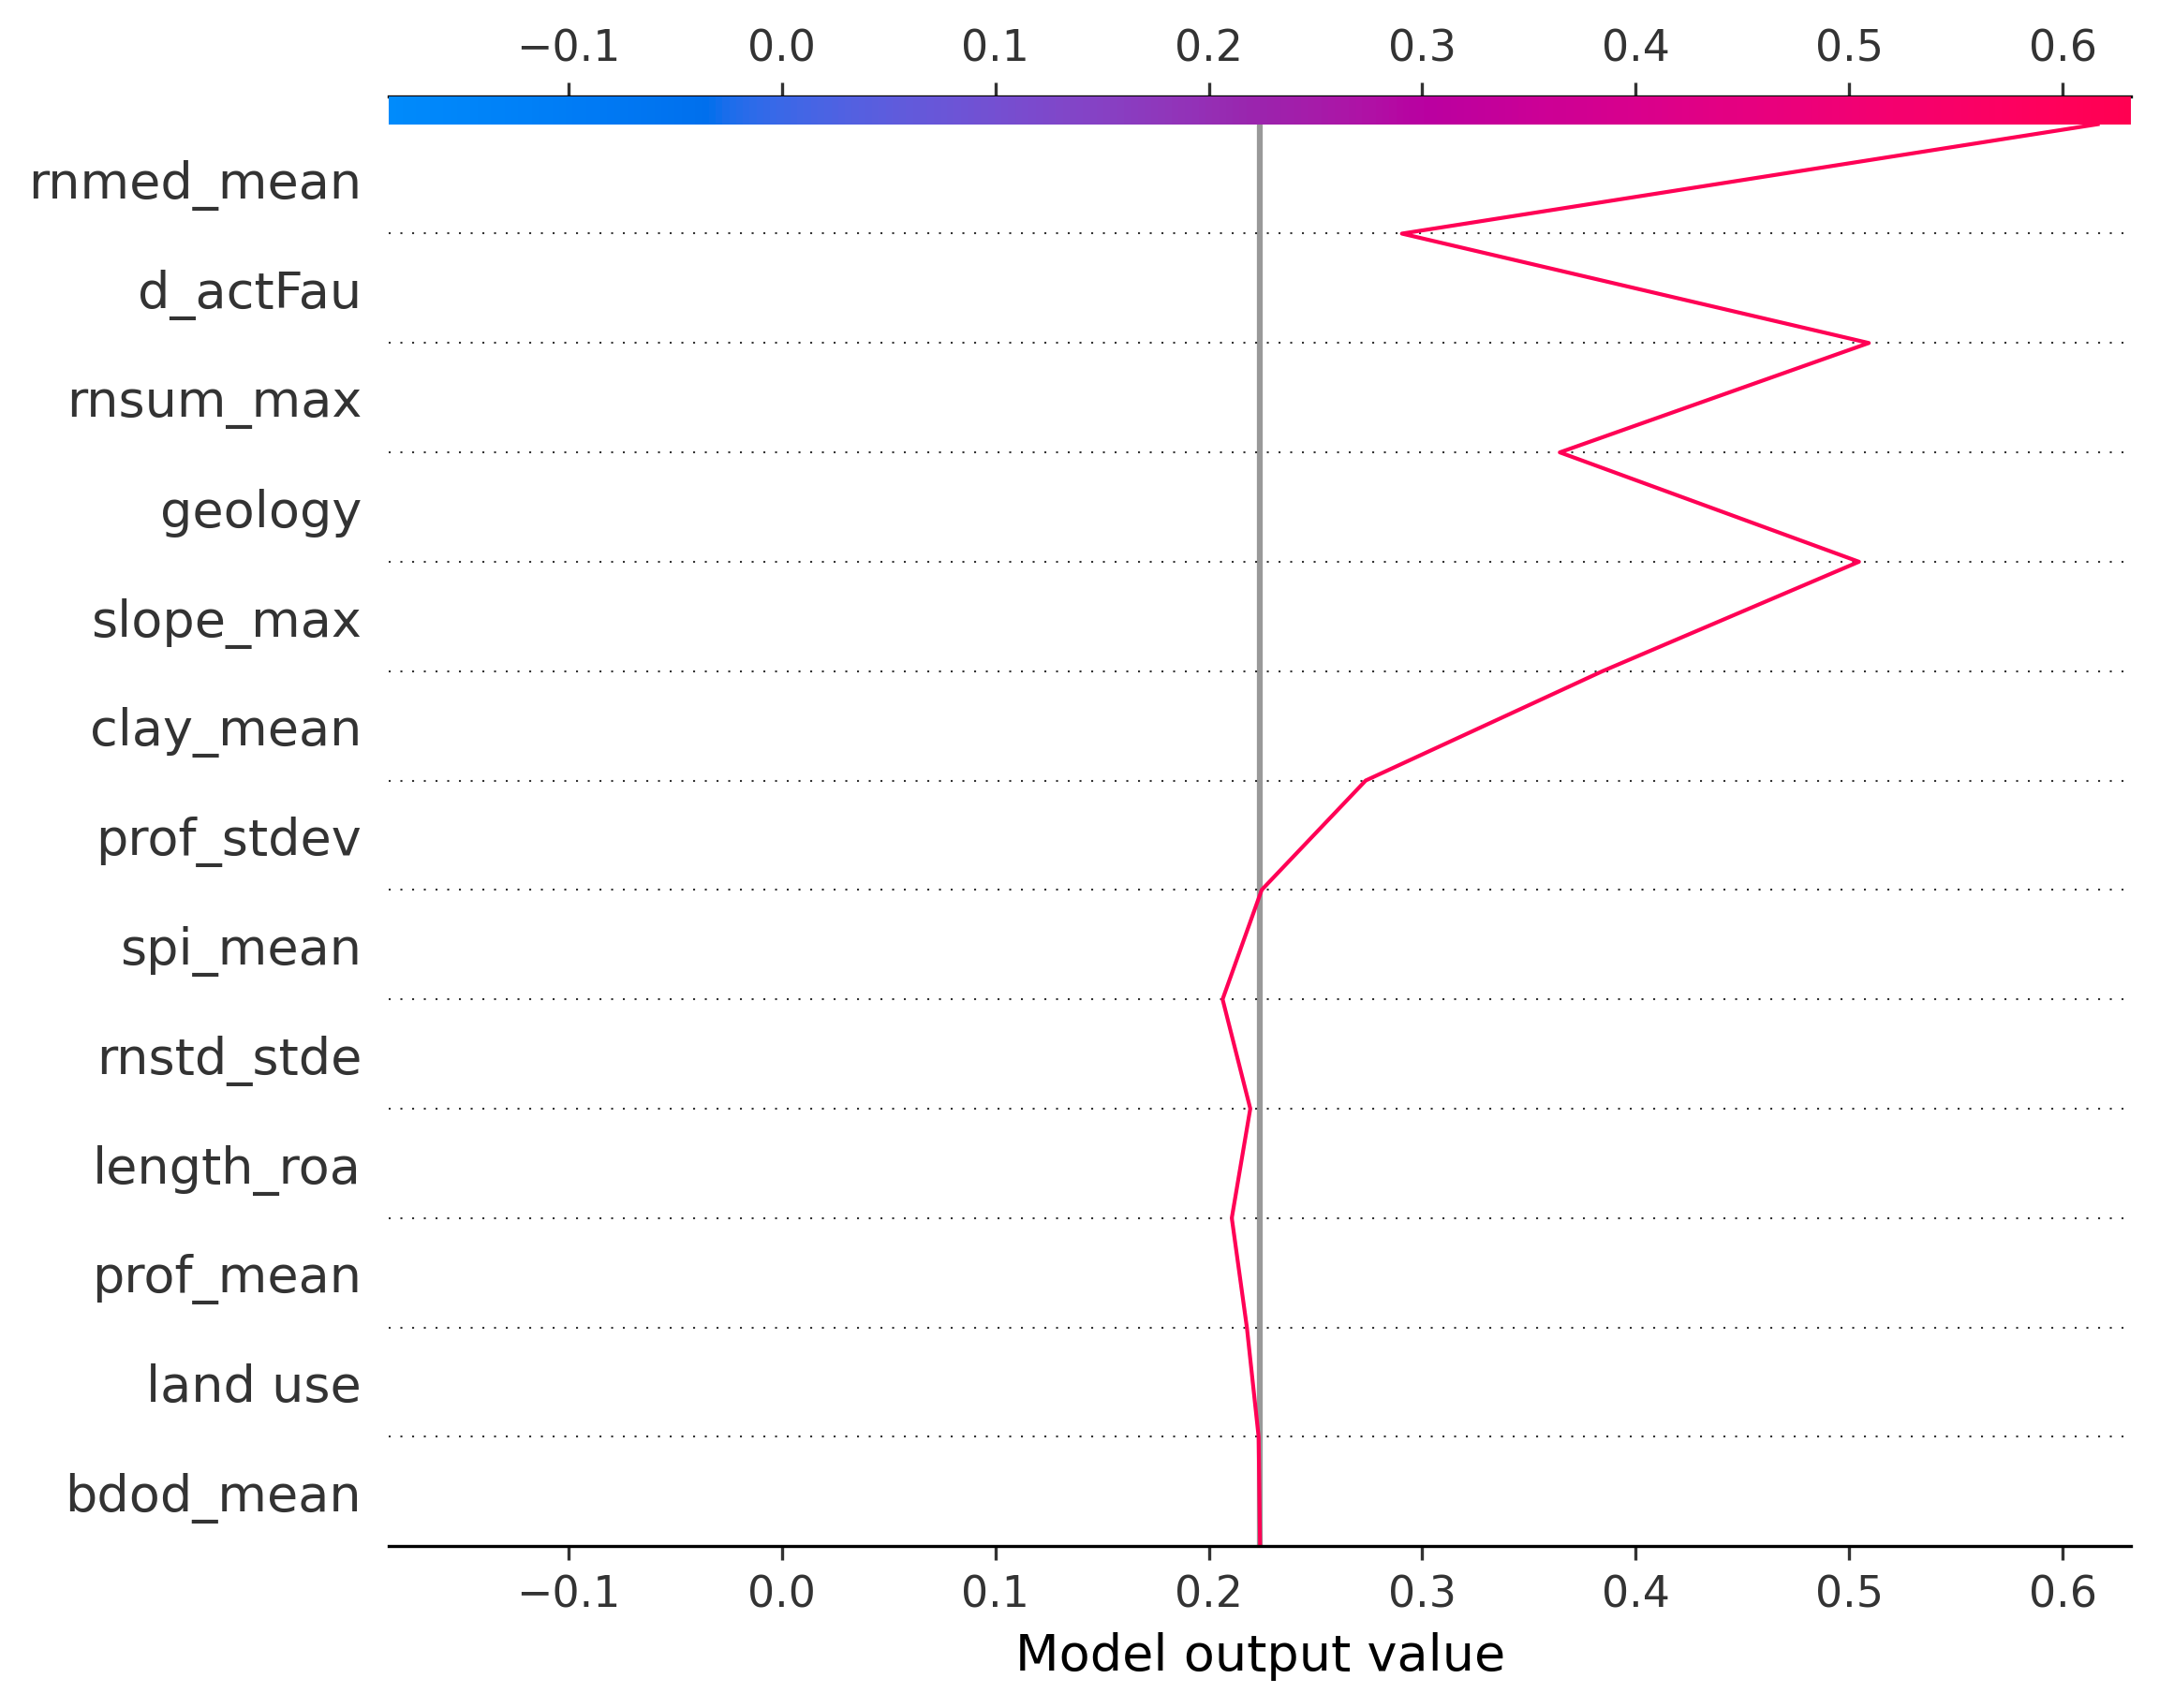 −0.1 0.0 0.1 0.2 0.3 0.4 0.5 0.6
rnmed_mean
d_actFau
rnsum_max
geology
slope_max
clay_mean
prof_stdev
spi_mean
rnstd_stde
length_roa
prof_mean
land use
bdod_mean
−0.1 0.0 0.1 0.2 0.3 0.4 0.5 0.6
Model output value